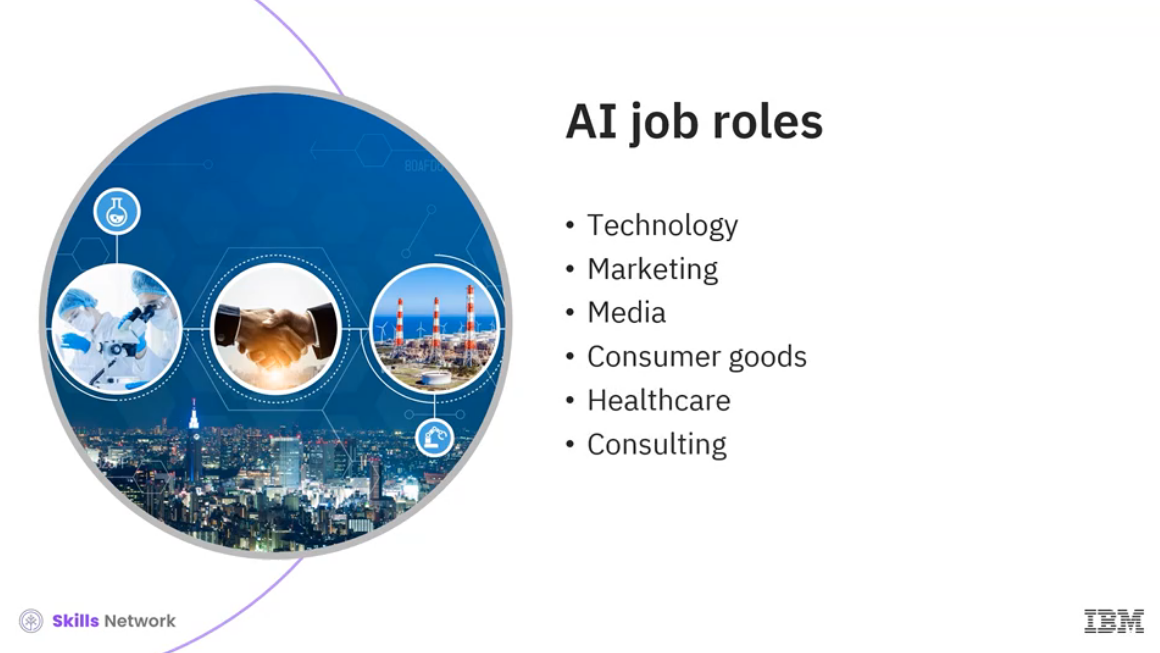 AI job roles
• Technology
• Marketing
• Media
• Consumer goods
• Healthcare
• Consulting
Skills Network
IBM